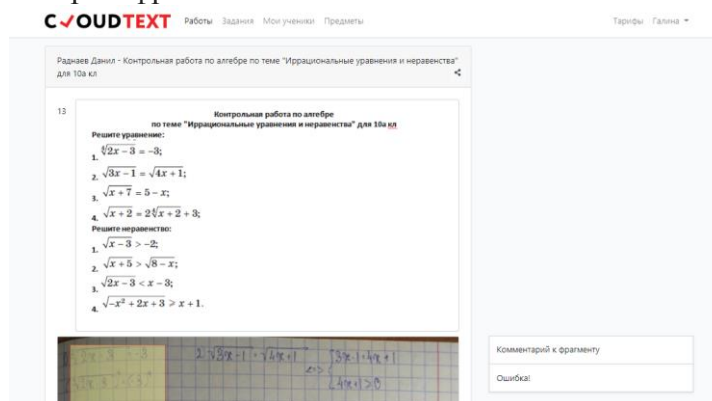 CLOUDTEXT Работы Задания Мои ученики Предметы Тарифы Галина
Раднаев Данил - Контрольная работа по алгебре по теме "Иррациональные уравнения и неравенства"
для 10а кл
13
Контрольная работа по алгебре
по теме "Иррациональные уравнения и неравенства" для 10а кл
Решите уравнение:
1. ∜(2x − 3) = −3;
2. √(3x − 1) = √(4x + 1);
3. √(x + 7) = 5 − x;
4. √(x + 2) = 2∜(x + 2) + 3;
Решите неравенство:
1. √(x − 3) > −2;
2. √(x + 5) > √(8 − x);
3. √(2x − 3) < x − 3;
4. √(−x² + 2x + 3) ⩾ x + 1.
2. √(3x-1) = √(4x+1) <=> { 3x-1=4x+1
{ 4x+1≥0
Комментарий к фрагменту
Ошибка!